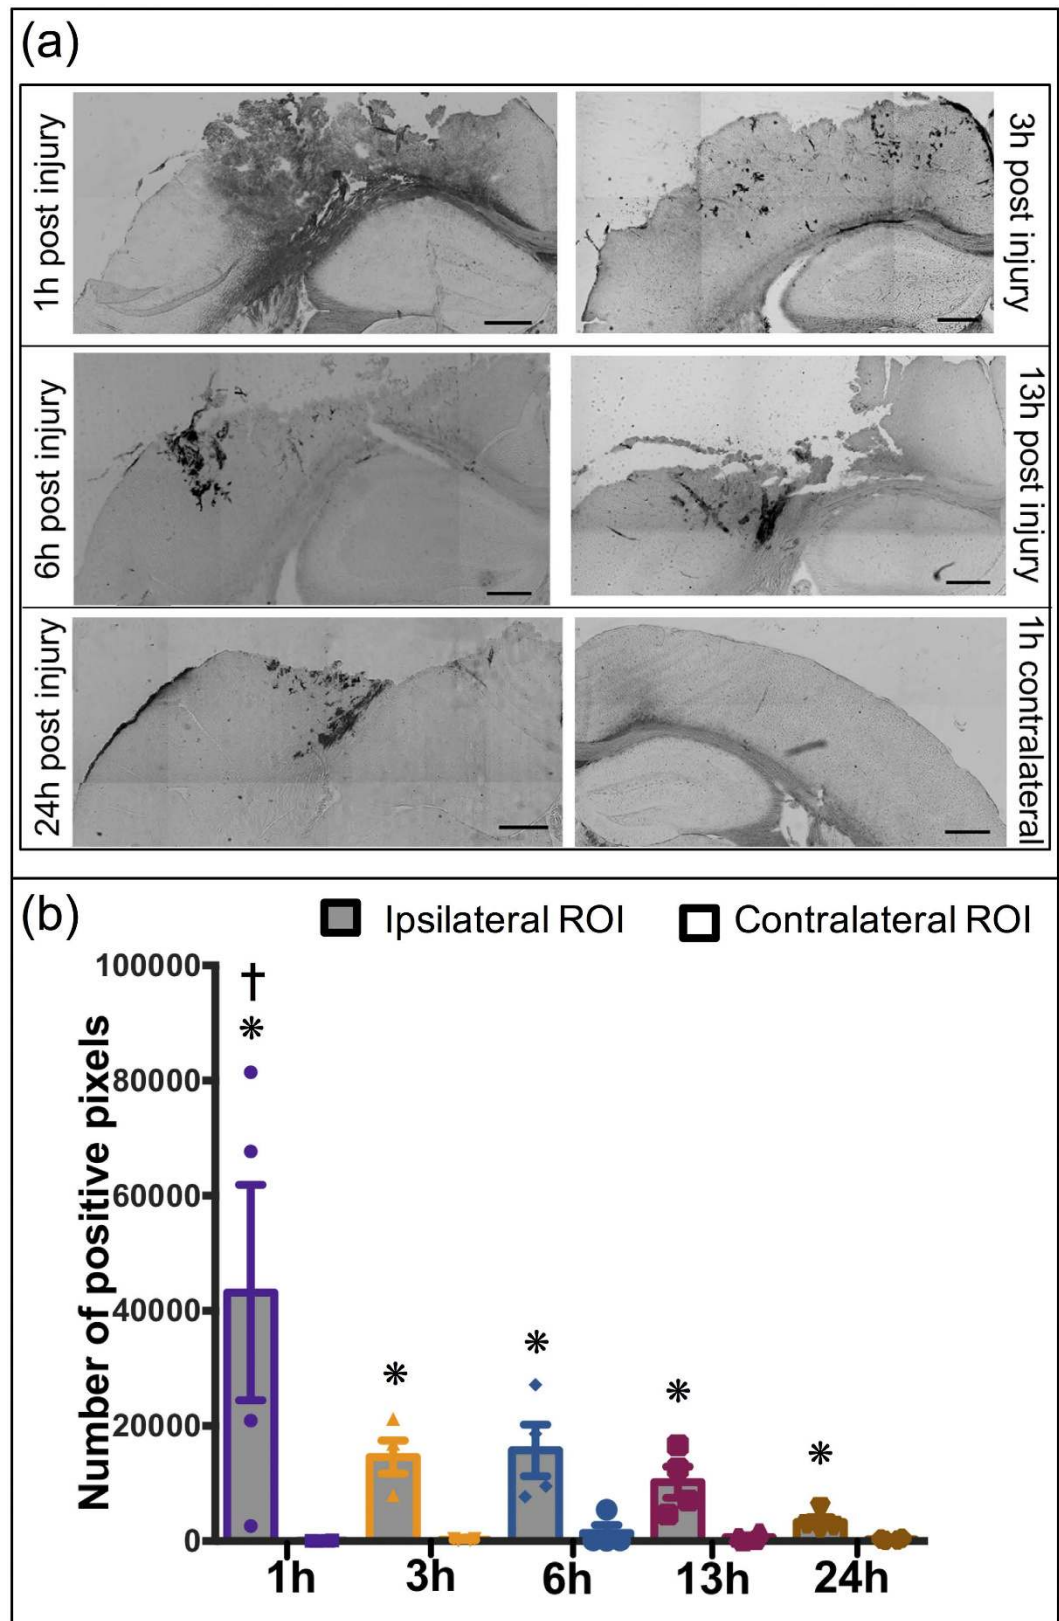 (a)
1h post injury
3h post injury
6h post injury
13h post injury
24h post injury
1h contralateral
(b)
Ipsilateral ROI
Contralateral ROI
Number of positive pixels
100000
80000
60000
40000
20000
0
†
*
*
*
*
*
1h
3h
6h
13h
24h